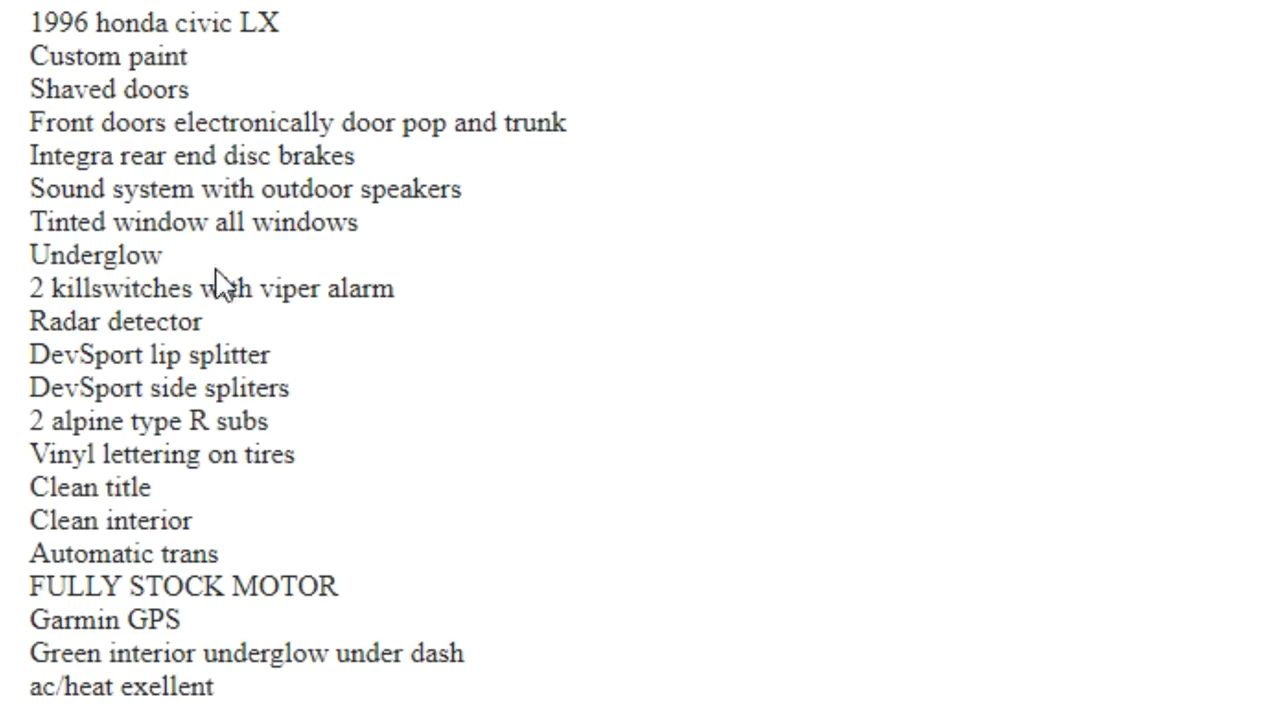 1996 honda civic LX
Custom paint
Shaved doors
Front doors electronically door pop and trunk
Integra rear end disc brakes
Sound system with outdoor speakers
Tinted window all windows
Underglow
2 killswitches with viper alarm
Radar detector
DevSport lip splitter
DevSport side spliters
2 alpine type R subs
Vinyl lettering on tires
Clean title
Clean interior
Automatic trans
FULLY STOCK MOTOR
Garmin GPS
Green interior underglow under dash
ac/heat exellent